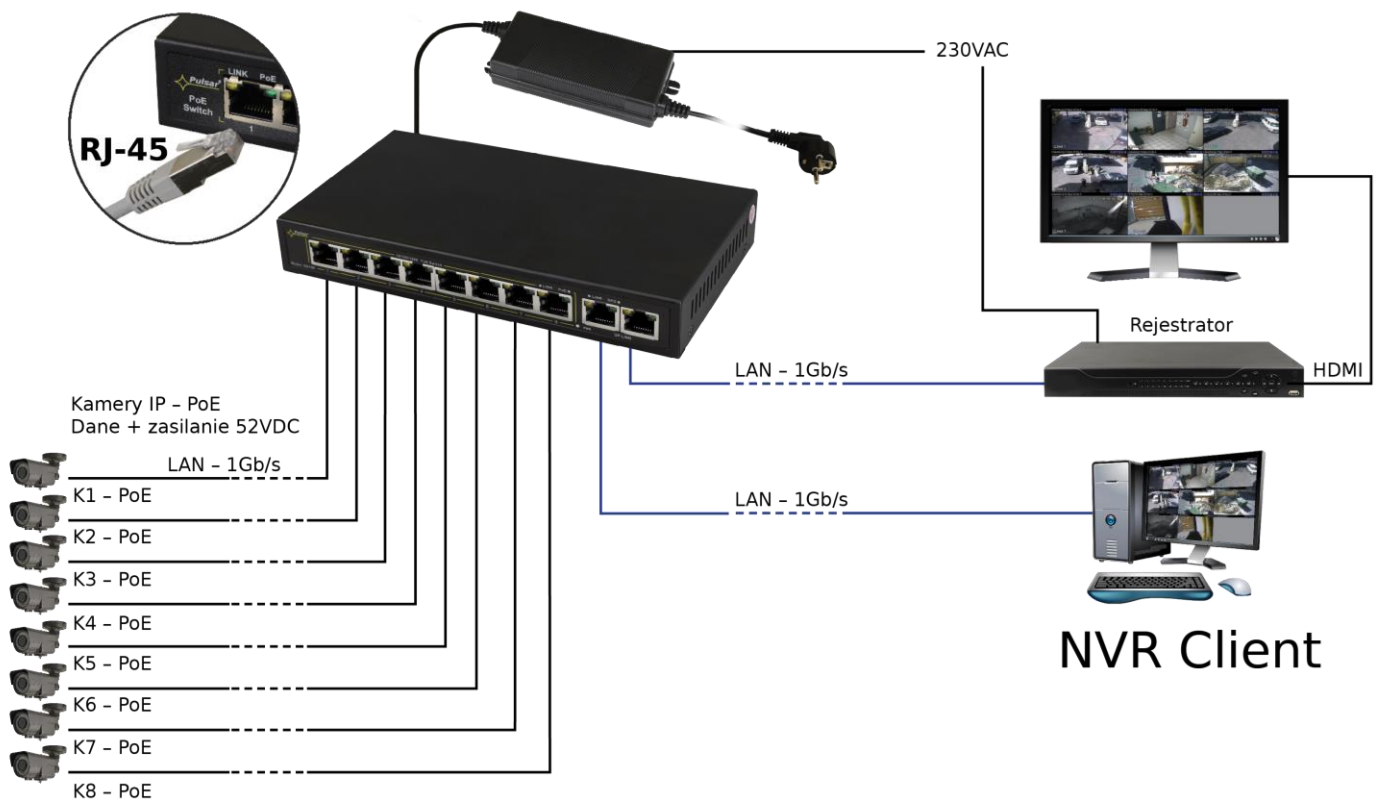 230VAC
LINK PoE
Pulsar
PoE
Switch
1
RJ-45
Rejestrator
LAN – 1Gb/s
HDMI
Kamery IP – PoE
Dane + zasilanie 52VDC
LAN – 1Gb/s
K1 – PoE
LAN – 1Gb/s
K2 – PoE
K3 – PoE
K4 – PoE
K5 – PoE
K6 – PoE
K7 – PoE
K8 – PoE
NVR Client